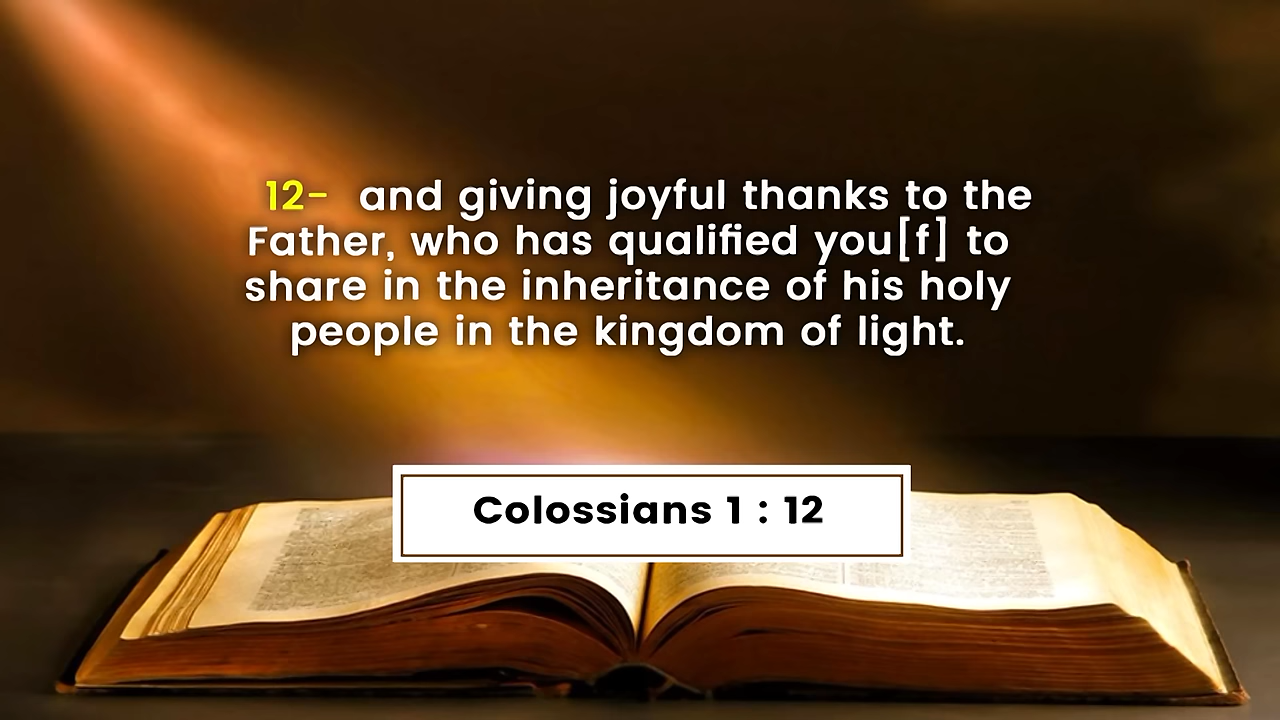 12- and giving joyful thanks to the
Father, who has qualified you[f] to
share in the inheritance of his holy
people in the kingdom of light.
Colossians 1 : 12